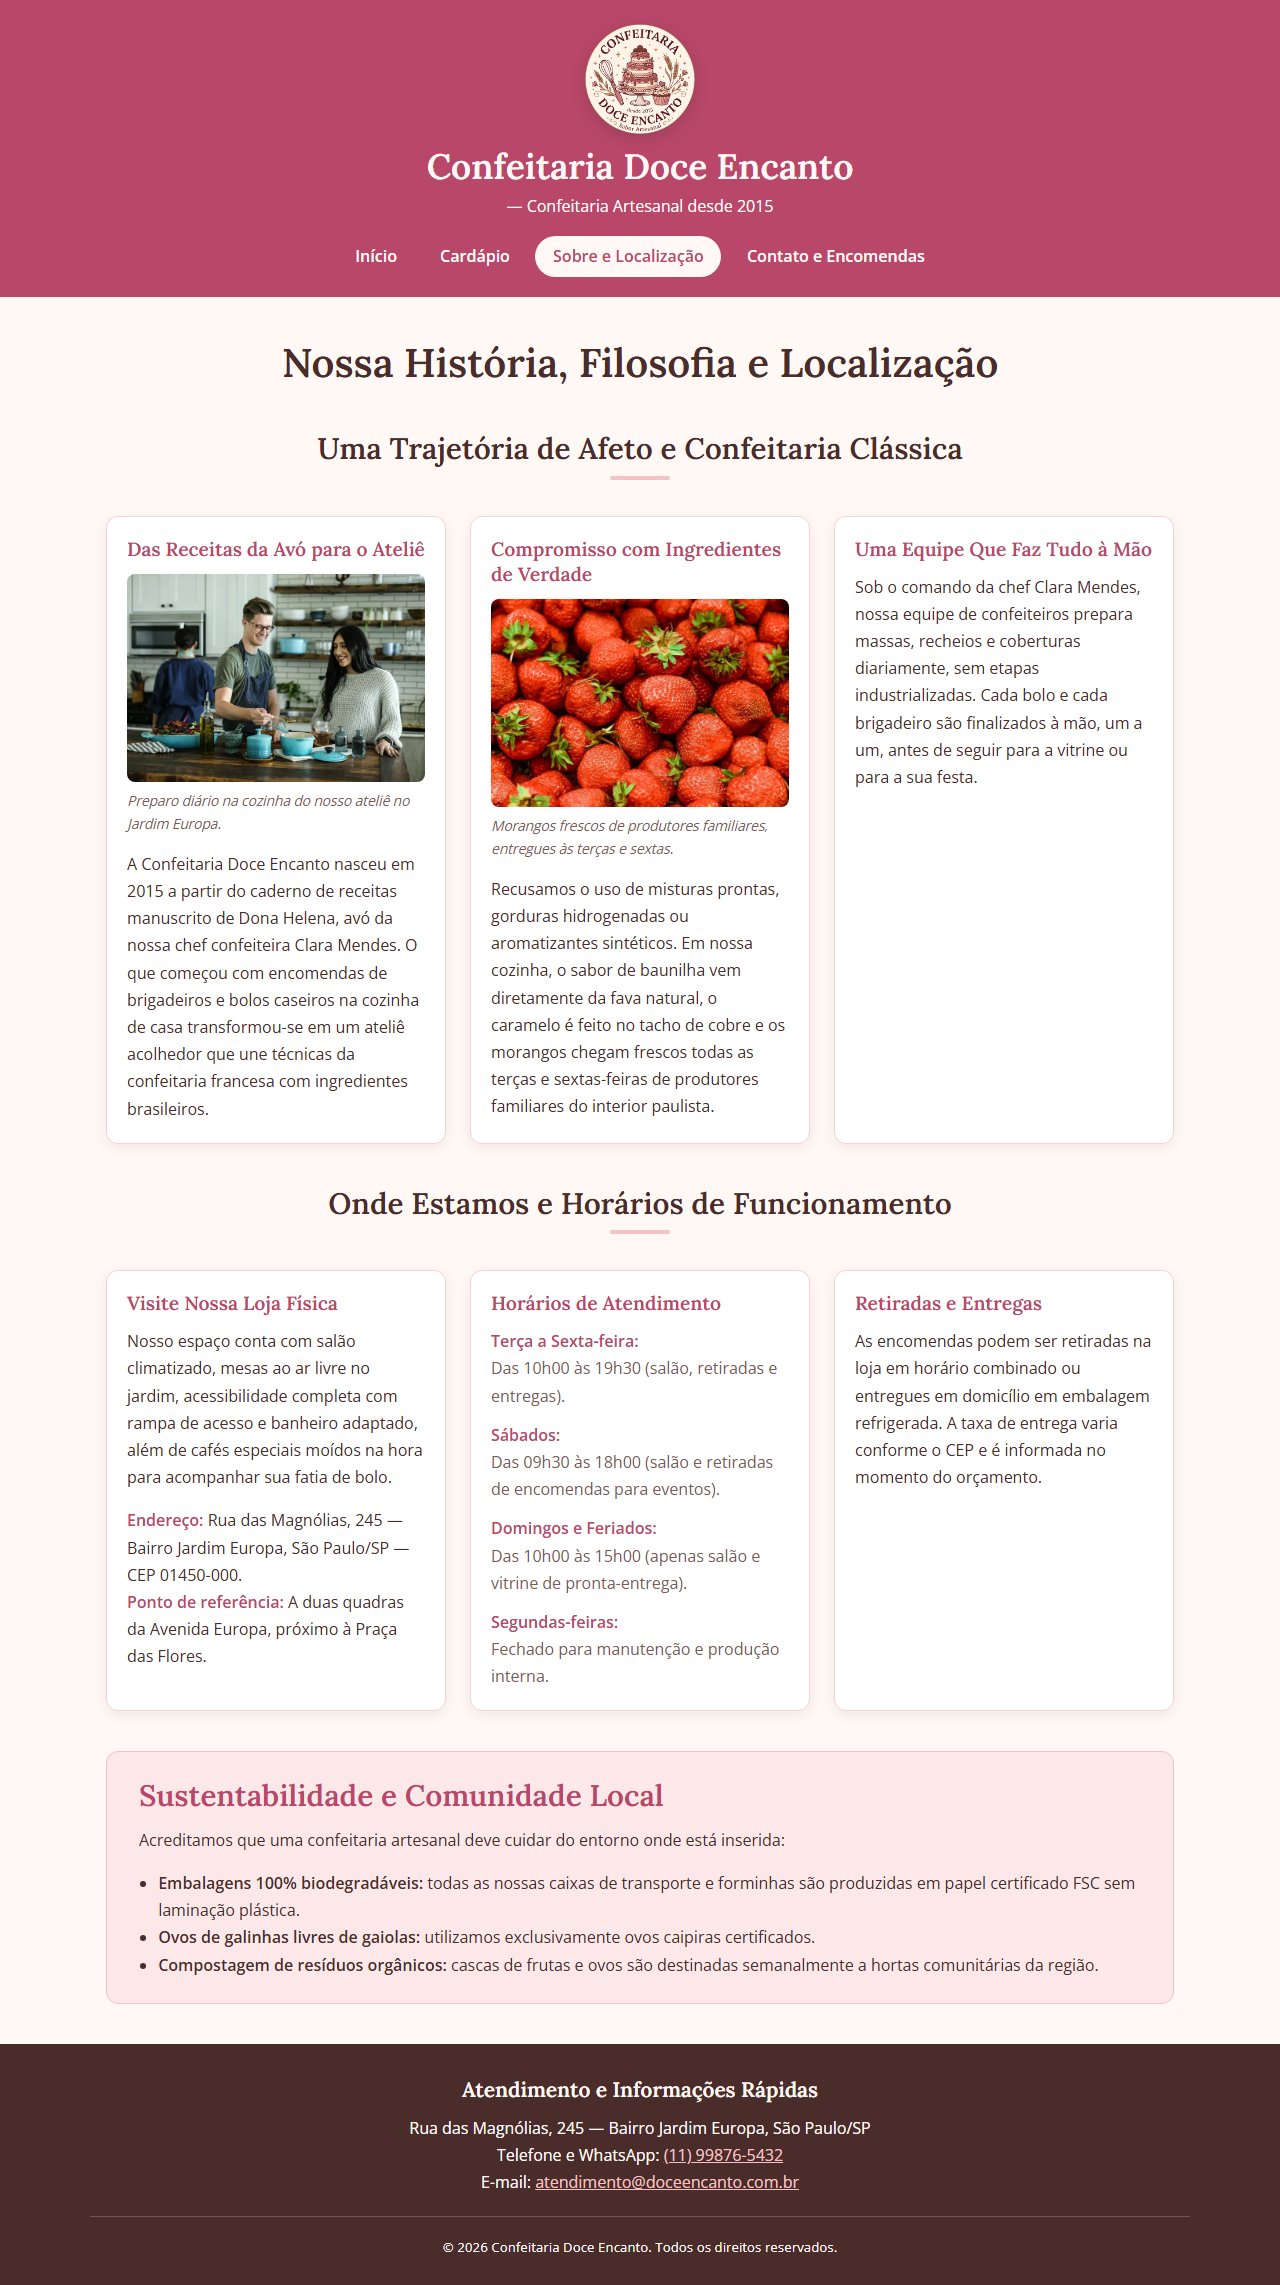 CONFEITARIA
desde 2015
DOCE ENCANTO
Sabor Artesanal
Confeitaria Doce Encanto
— Confeitaria Artesanal desde 2015
Início Cardápio Sobre e Localização Contato e Encomendas
Nossa História, Filosofia e Localização
Uma Trajetória de Afeto e Confeitaria Clássica
Das Receitas da Avó para o Ateliê
Preparo diário na cozinha do nosso ateliê no
Jardim Europa.
A Confeitaria Doce Encanto nasceu em
2015 a partir do caderno de receitas
manuscrito de Dona Helena, avó da
nossa chef confeiteira Clara Mendes. O
que começou com encomendas de
brigadeiros e bolos caseiros na cozinha
de casa transformou-se em um ateliê
acolhedor que une técnicas da
confeitaria francesa com ingredientes
brasileiros.
Compromisso com Ingredientes
de Verdade
Morangos frescos de produtores familiares,
entregues às terças e sextas.
Recusamos o uso de misturas prontas,
gorduras hidrogenadas ou
aromatizantes sintéticos. Em nossa
cozinha, o sabor de baunilha vem
diretamente da fava natural, o
caramelo é feito no tacho de cobre e os
morangos chegam frescos todas as
terças e sextas-feiras de produtores
familiares do interior paulista.
Uma Equipe Que Faz Tudo à Mão
Sob o comando da chef Clara Mendes,
nossa equipe de confeiteiros prepara
massas, recheios e coberturas
diariamente, sem etapas
industrializadas. Cada bolo e cada
brigadeiro são finalizados à mão, um a
um, antes de seguir para a vitrine ou
para a sua festa.
Onde Estamos e Horários de Funcionamento
Visite Nossa Loja Física
Nosso espaço conta com salão
climatizado, mesas ao ar livre no
jardim, acessibilidade completa com
rampa de acesso e banheiro adaptado,
além de cafés especiais moídos na hora
para acompanhar sua fatia de bolo.
Endereço: Rua das Magnólias, 245 —
Bairro Jardim Europa, São Paulo/SP —
CEP 01450-000.
Ponto de referência: A duas quadras
da Avenida Europa, próximo à Praça
das Flores.
Horários de Atendimento
Terça a Sexta-feira:
Das 10h00 às 19h30 (salão, retiradas e
entregas).
Sábados:
Das 09h30 às 18h00 (salão e retiradas
de encomendas para eventos).
Domingos e Feriados:
Das 10h00 às 15h00 (apenas salão e
vitrine de pronta-entrega).
Segundas-feiras:
Fechado para manutenção e produção
interna.
Retiradas e Entregas
As encomendas podem ser retiradas na
loja em horário combinado ou
entregues em domicílio em embalagem
refrigerada. A taxa de entrega varia
conforme o CEP e é informada no
momento do orçamento.
Sustentabilidade e Comunidade Local
Acreditamos que uma confeitaria artesanal deve cuidar do entorno onde está inserida:
• Embalagens 100% biodegradáveis: todas as nossas caixas de transporte e forminhas são produzidas em papel certificado FSC sem
laminação plástica.
• Ovos de galinhas livres de gaiolas: utilizamos exclusivamente ovos caipiras certificados.
• Compostagem de resíduos orgânicos: cascas de frutas e ovos são destinadas semanalmente a hortas comunitárias da região.
Atendimento e Informações Rápidas
Rua das Magnólias, 245 — Bairro Jardim Europa, São Paulo/SP
Telefone e WhatsApp: (11) 99876-5432
E-mail: atendimento@doceencanto.com.br
© 2026 Confeitaria Doce Encanto. Todos os direitos reservados.